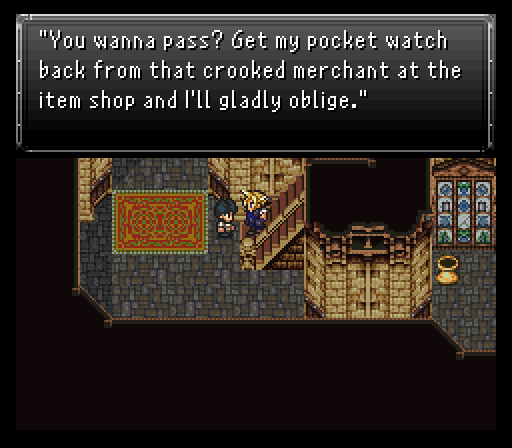 "You wanna pass? Get my pocket watch
back from that crooked merchant at the
item shop and I'll gladly oblige."